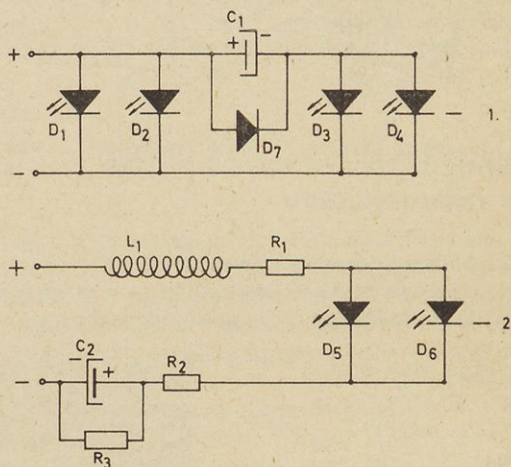 C1
+ -
+
D1 D2 D7 D3 D4 — 1.
-
L1 R1
+
D5 D6 — 2
C2
- +
- R2
R3